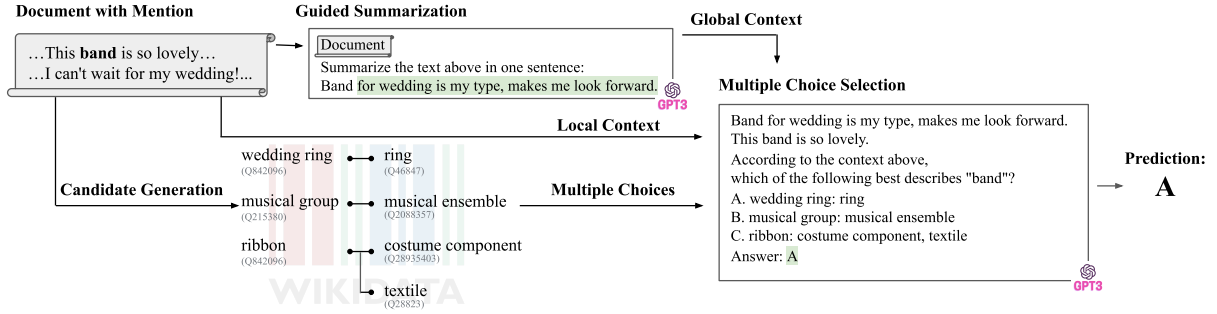 Document with Mention
…This band is so lovely…
…I can't wait for my wedding!...
Guided Summarization
Document
Summarize the text above in one sentence:
Band for wedding is my type, makes me look forward.
GPT3
Global Context
Local Context
Candidate Generation
wedding ring
(Q842096)
ring
(Q46847)
musical group
(Q215380)
musical ensemble
(Q2088357)
ribbon
(Q842096)
costume component
(Q28935403)
textile
(Q28823)
WIKIDATA
Multiple Choices
Multiple Choice Selection
Band for wedding is my type, makes me look forward.
This band is so lovely.
According to the context above,
which of the following best describes "band"?
A. wedding ring: ring
B. musical group: musical ensemble
C. ribbon: costume component, textile
Answer: A
GPT3
Prediction:
A